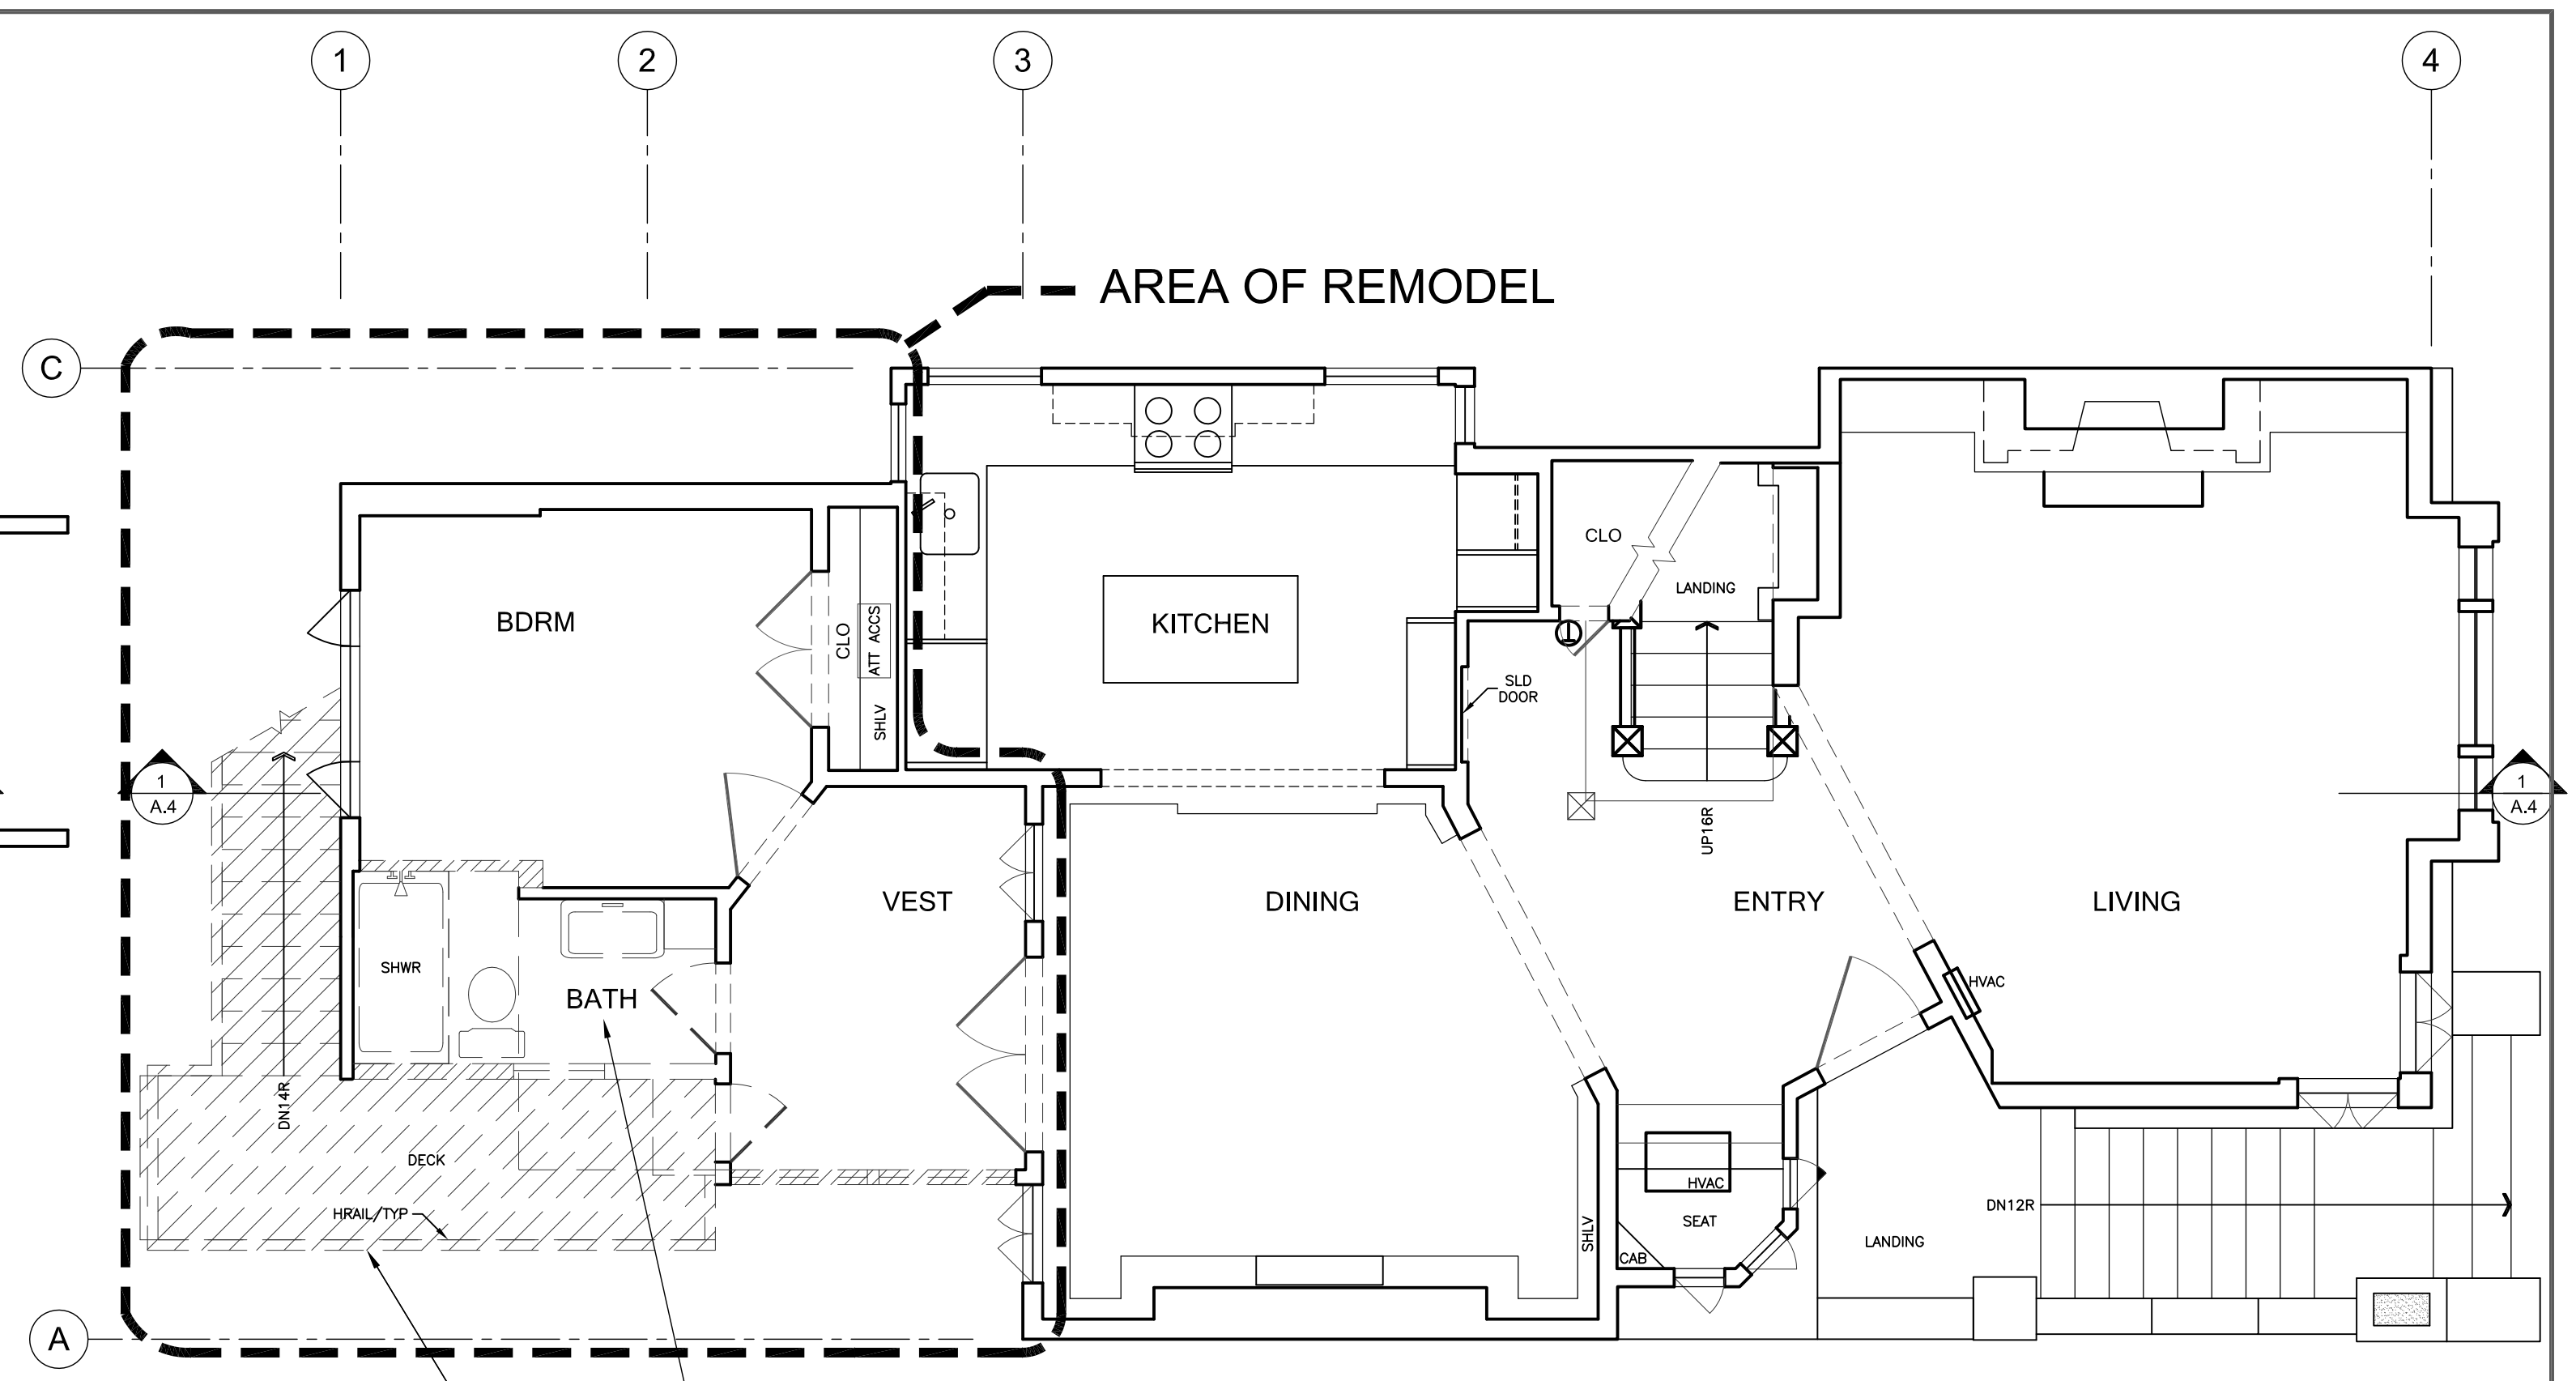 1
2
3
4
AREA OF REMODEL
C
CLO
LANDING
BDRM
CLO
ATT ACCS
SHLV
KITCHEN
SLD
DOOR
1
A.4
1
A.4
UP16R
VEST
DINING
ENTRY
LIVING
SHWR
BATH
HVAC
DN14R
DECK
HRAIL/TYP
HVAC
SEAT
SHLV
CAB
DN12R
LANDING
A